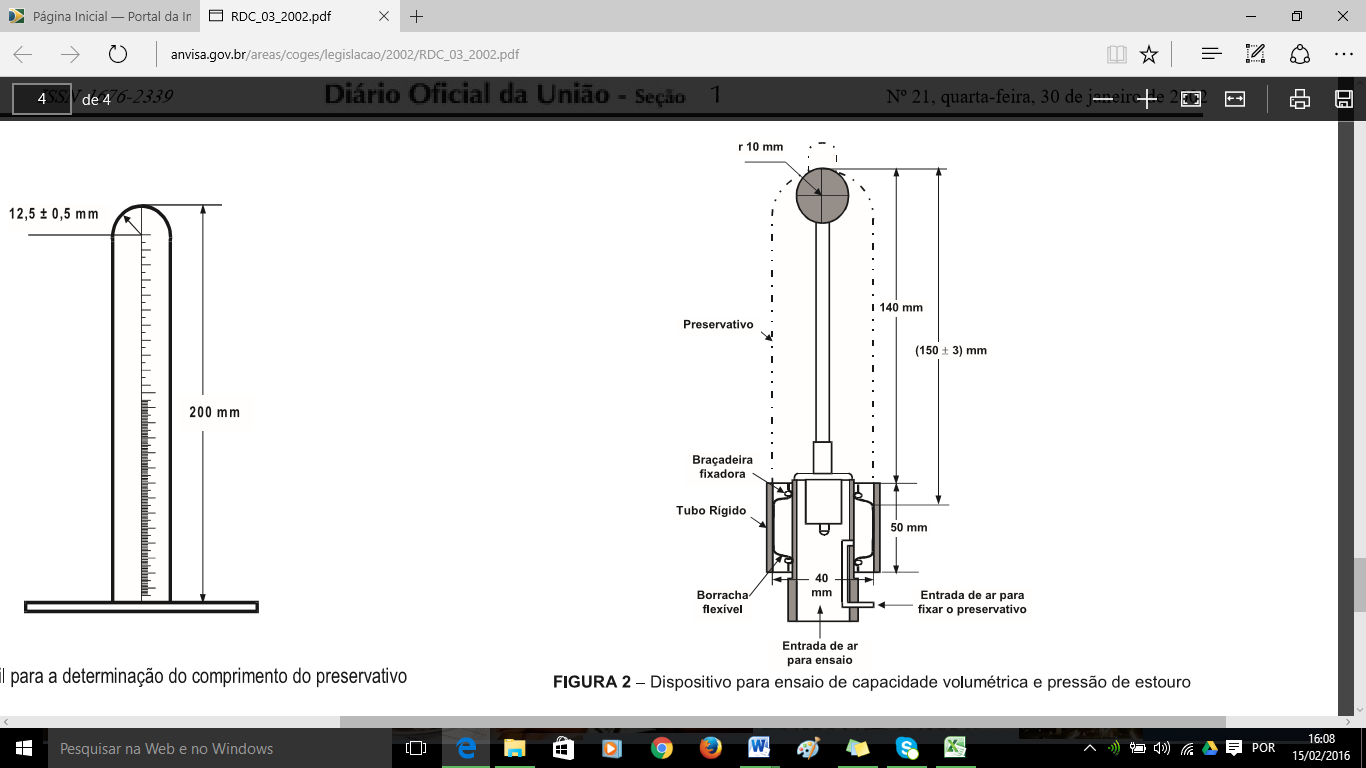 Página Inicial — Portal da In
RDC_03_2002.pdf
anvisa.gov.br/areas/coges/legislacao/2002/RDC_03_2002.pdf
4
de 4
ISSN 1676-2339
Diário Oficial da União - Seção 1
Nº 21, quarta-feira, 30 de janeiro de 2002
12,5 ± 0,5 mm
200 mm
il para a determinação do comprimento do preservativo
r 10 mm
140 mm
Preservativo
(150 ± 3) mm
Braçadeira
fixadora
Tubo Rígido
50 mm
40
mm
Borracha
flexível
Entrada de ar para
fixar o preservativo
Entrada de ar
para ensaio
FIGURA 2 – Dispositivo para ensaio de capacidade volumétrica e pressão de estouro
Pesquisar na Web e no Windows
POR
16:08
15/02/2016